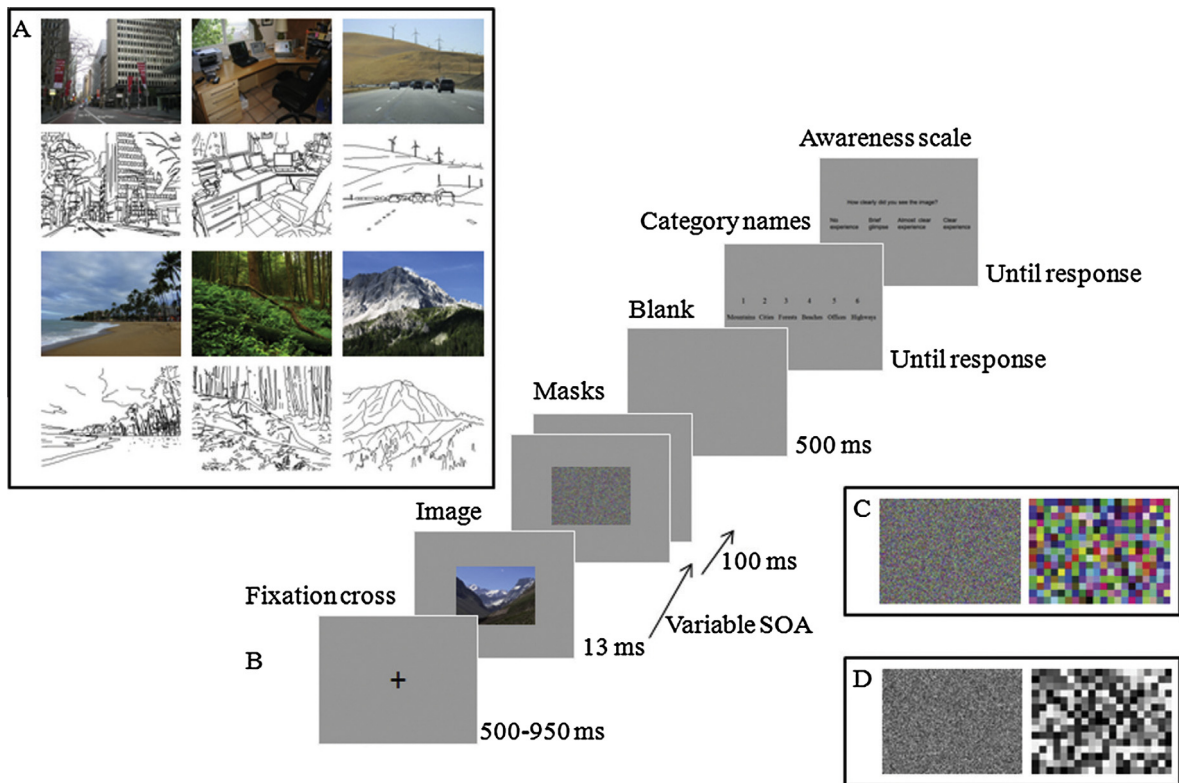 A
Awareness scale
How clearly did you see the image?
No experience
Brief glimpse
Almost clear experience
Clear experience
Until response
Category names
1 2 3 4 5 6
Mountains Cities Forests Beaches Offices Highways
Until response
Blank
500 ms
Masks
100 ms
Variable SOA
Image
13 ms
Fixation cross
B
+
500-950 ms
C
D